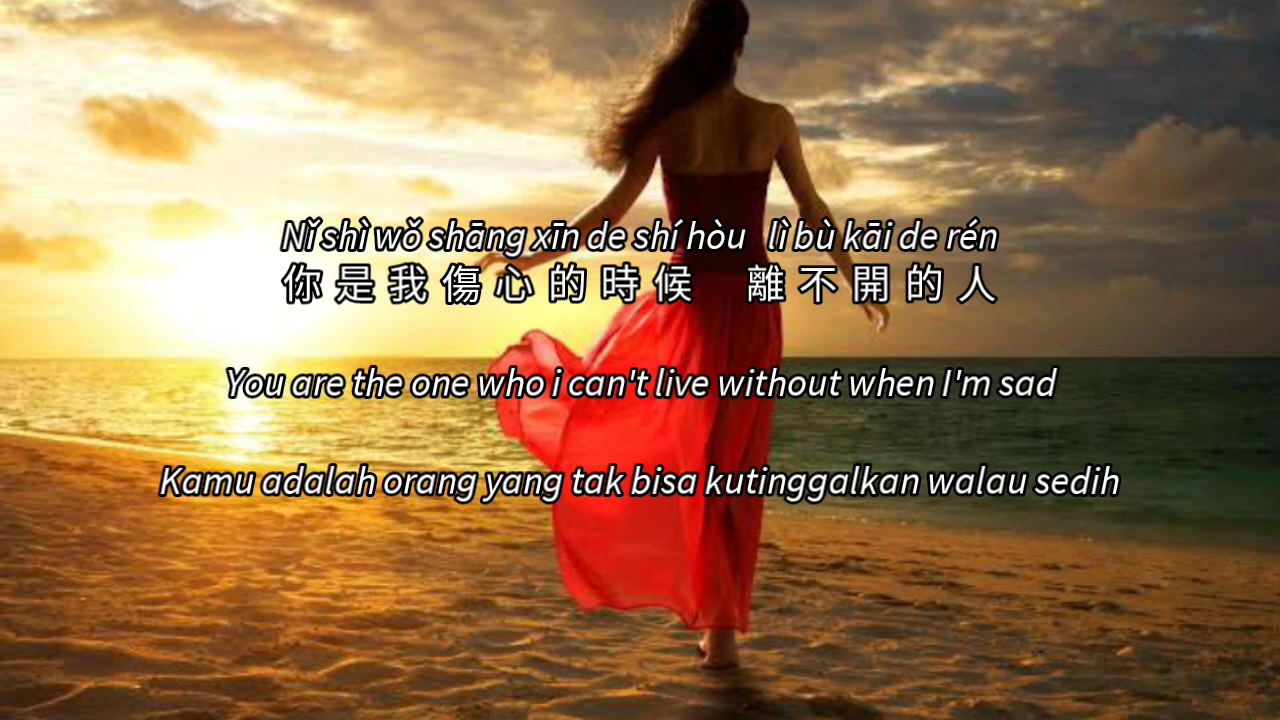 Nǐ shì wǒ shāng xīn de shí hòu  lì bù kāi de rén
你是我傷心的時候 離不開的人
You are the one who i can't live without when I'm sad
Kamu adalah orang yang tak bisa kutinggalkan walau sedih